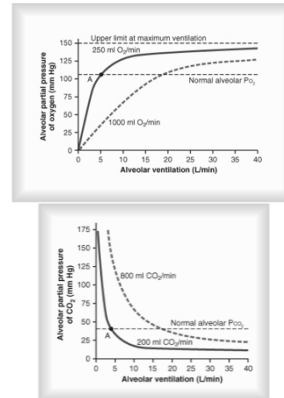 Upper limit at maximum ventilation
150
250 ml O₂/min
125
100
A
Normal alveolar Po₂
75
50
1000 ml O₂/min
25
0
0 5 10 15 20 25 30 35 40
Alveolar partial pressure
of oxygen (mm Hg)
Alveolar ventilation (L/min)
175
150
125
800 ml CO₂/min
100
75
Normal alveolar Pco₂
50
A
25
200 ml CO₂/min
0
0 5 10 15 20 25 30 35 40
Alveolar partial pressure
of CO₂ (mm Hg)
Alveolar ventilation (L/min)